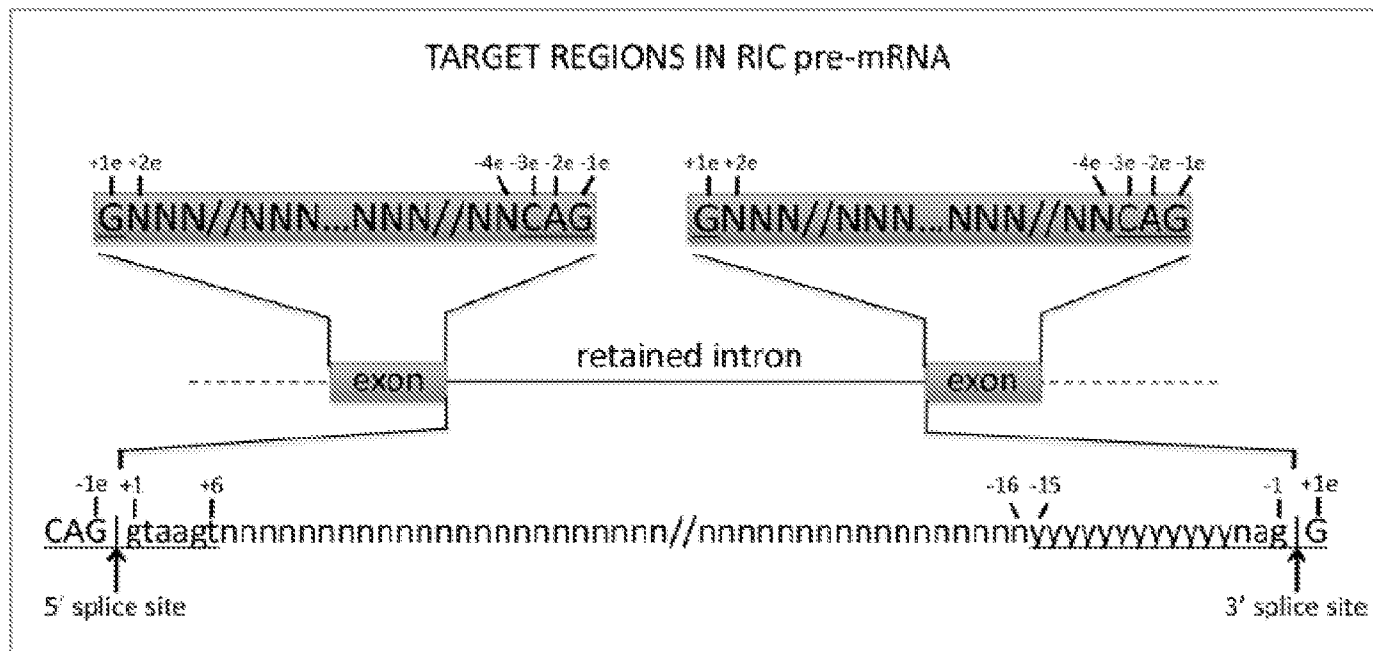 TARGET REGIONS IN RIC pre-mRNA
+1e +2e -4e -3e -2e -1e +1e +2e -4e -3e -2e -1e
GNNN//NNN...NNN//NNCAG GNNN//NNN...NNN//NNCAG
retained intron
exon exon
-1e +1 +6 -16 -15 -1 +1e
CAG|gtaagtnnnnnnnnnnnnnnnnnnnnnnnn//nnnnnnnnnnnnnnnnnnyyyyyyyyyyyynag|G
5' splice site 3' splice site